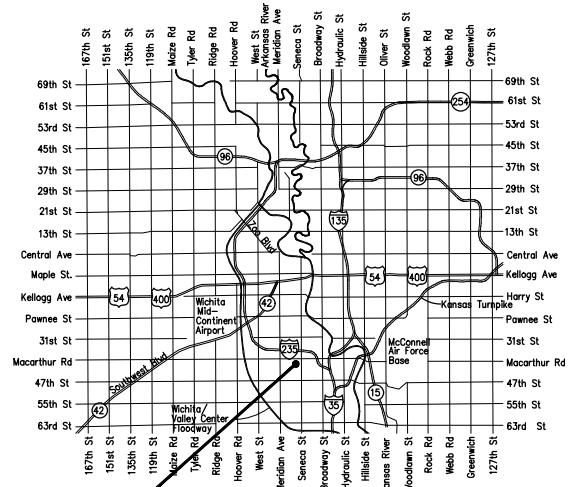 167th St
151st St
135th St
119th St
Maize Rd
Tyler Rd
Ridge Rd
Hoover Rd
West St
Arkansas River
Meridian Ave
Seneca St
Broadway St
Hydraulic St
Hillside St
Oliver St
Woodlawn St
Rock Rd
Webb Rd
Greenwich
127th St
69th St
69th St
61st St
254
61st St
53rd St
53rd St
45th St
45th St
96
37th St
37th St
96
29th St
29th St
21st St
21st St
135
13th St
13th St
Zoo Blvd
Central Ave
Central Ave
Maple St.
54
400
Kellogg Ave
Kellogg Ave
54
400
42
Harry St
Kansas Turnpike
Wichita
Mid-
Continent
Airport
Pawnee St
Pawnee St
31st St
31st St
McConnell
Air Force
Base
235
Macarthur Rd
Macarthur Rd
Southwest Blvd
47th St
47th St
15
55th St
55th St
35
42
Wichita/
Valley Center
Floodway
63rd St
63rd St
167th St
151st St
135th St
119th St
Maize Rd
Tyler Rd
Ridge Rd
Hoover Rd
West St
Meridian Ave
Seneca St
Broadway St
Hydraulic St
Hillside St
Kansas River
Woodlawn St
Rock Rd
Webb Rd
Greenwich
127th St